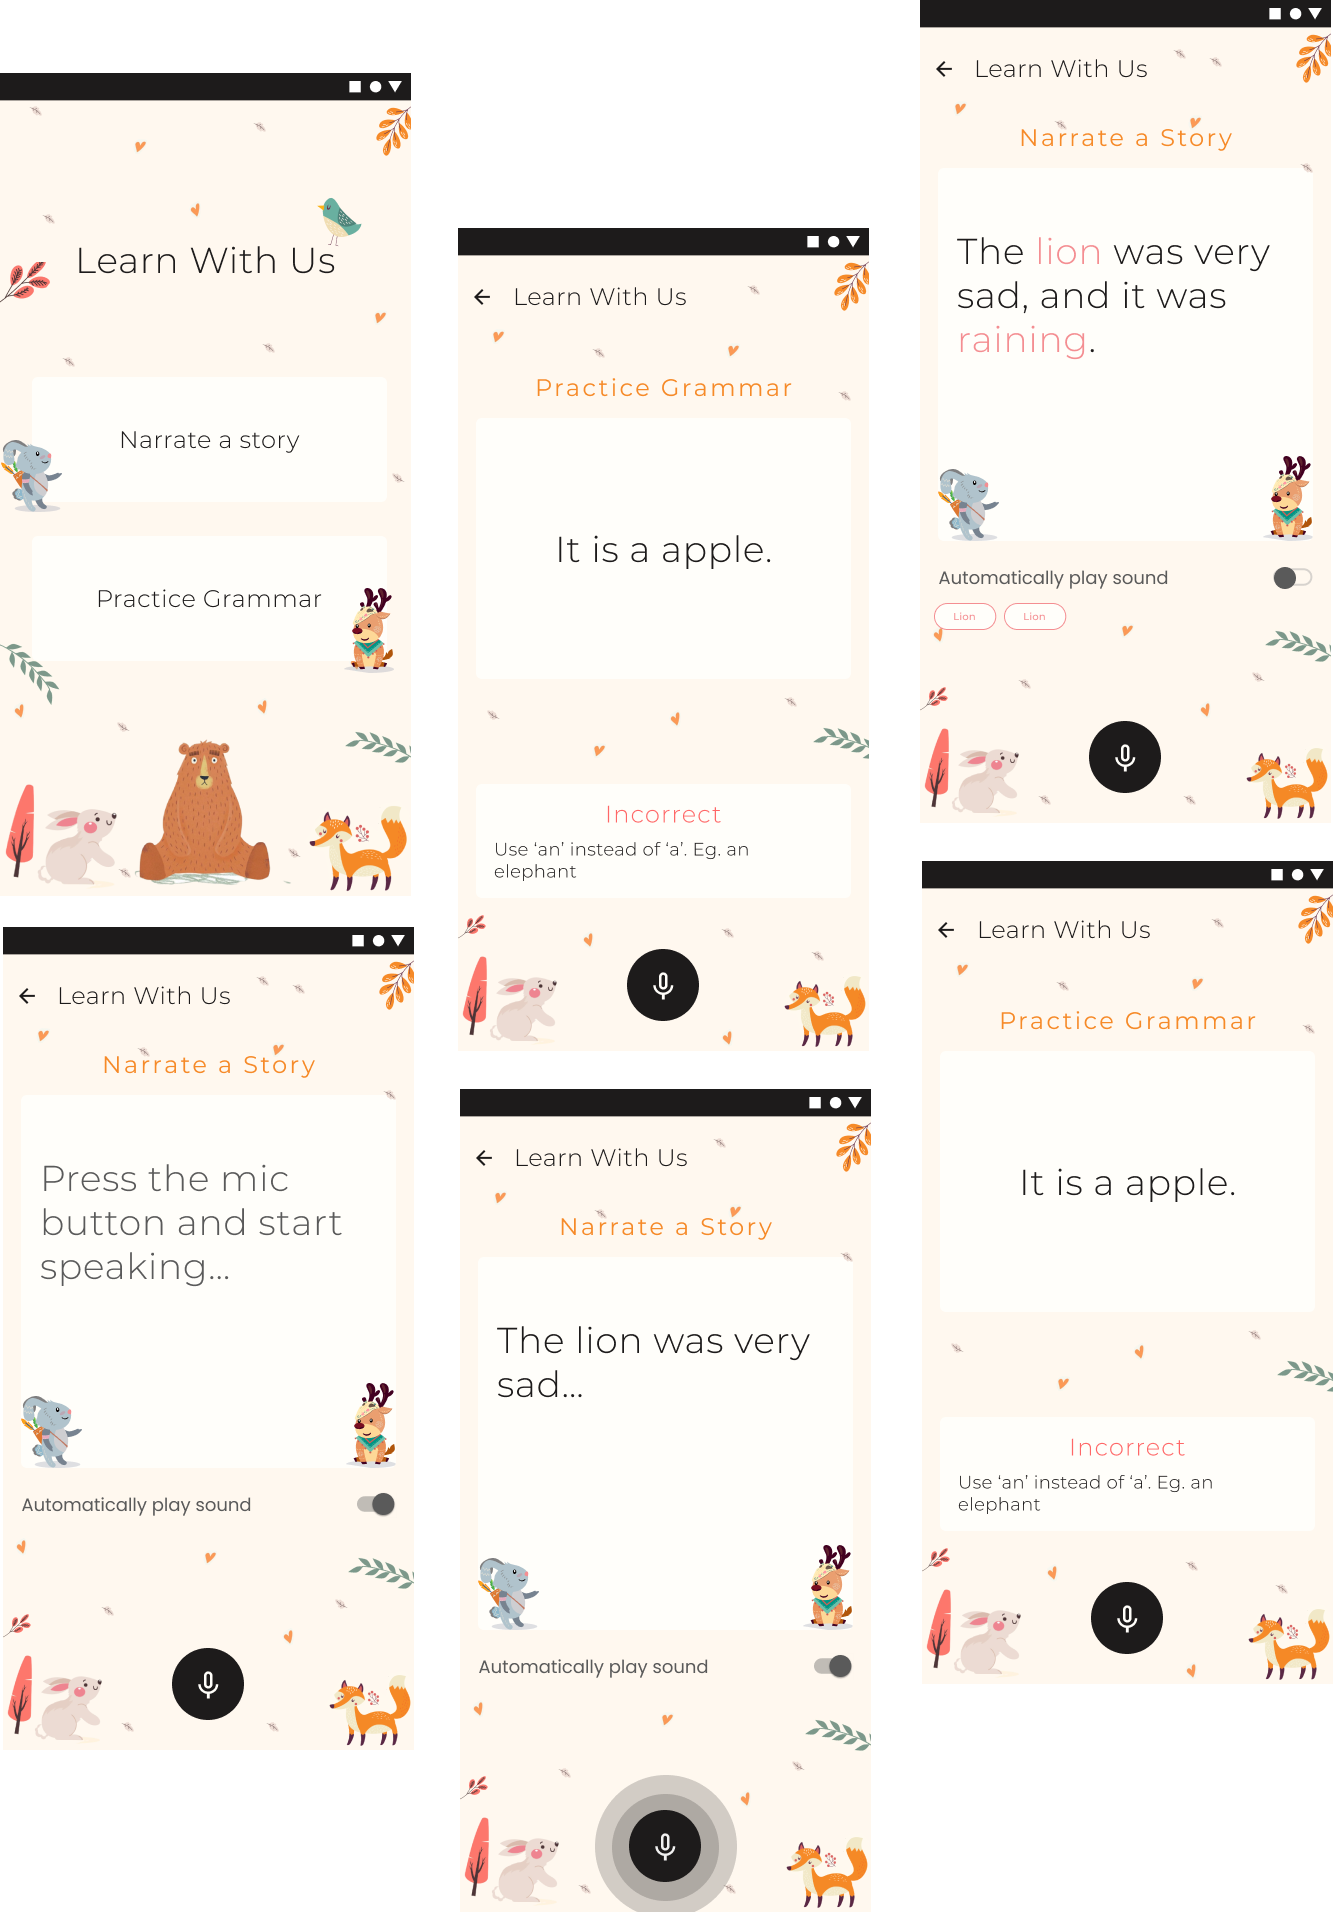 Learn With Us
Narrate a story
Practice Grammar
Learn With Us
Narrate a Story
Press the mic
button and start
speaking...
Automatically play sound
Learn With Us
Practice Grammar
It is a apple.
Incorrect
Use ‘an’ instead of ‘a’. Eg. an
elephant
Learn With Us
Narrate a Story
The lion was very
sad...
Automatically play sound
Learn With Us
Narrate a Story
The lion was very
sad, and it was
raining.
Automatically play sound
Lion Lion
Learn With Us
Practice Grammar
It is a apple.
Incorrect
Use ‘an’ instead of ‘a’. Eg. an
elephant